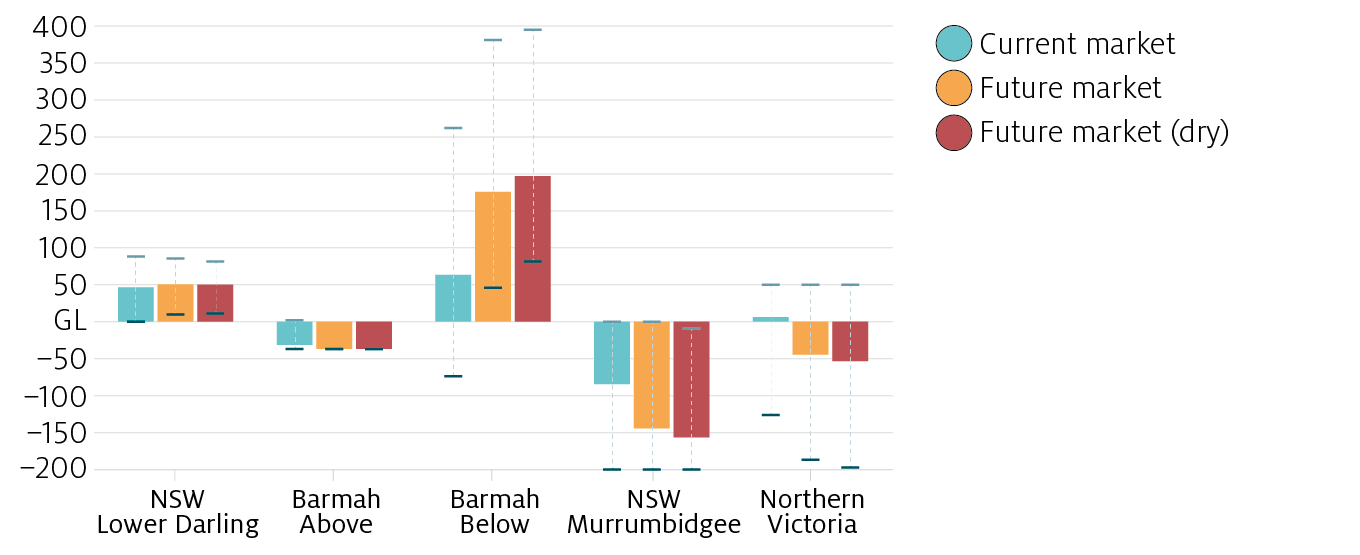 400
350
300
250
200
150
100
50
GL
−50
−100
−150
−200
NSW
Lower Darling
Barmah
Above
Barmah
Below
NSW
Murrumbidgee
Northern
Victoria
Current market
Future market
Future market (dry)